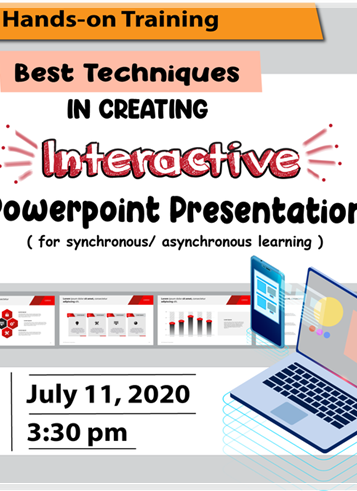 Hands-on Training
Best Techniques
IN CREATING
Interactive
Powerpoint Presentation
( for synchronous/ asynchronous learning )
July 11, 2020
3:30 pm